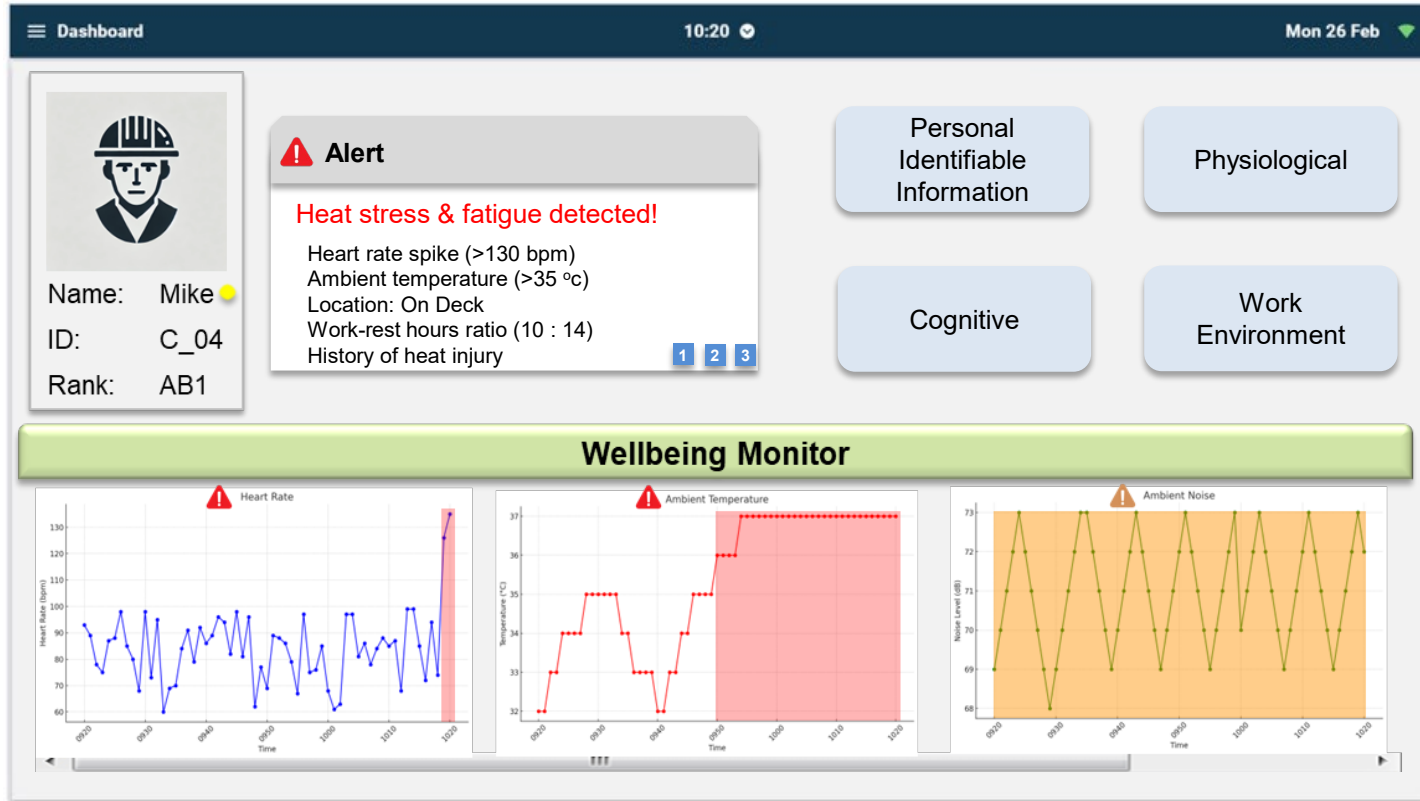 Dashboard
10:20
Mon 26 Feb
Name: Mike
ID: C_04
Rank: AB1
Alert
Heat stress & fatigue detected!
Heart rate spike (>130 bpm)
Ambient temperature (>35 ºc)
Location: On Deck
Work-rest hours ratio (10 : 14)
History of heat injury
1 2 3
Personal
Identifiable
Information
Physiological
Cognitive
Work
Environment
Wellbeing Monitor
Heart Rate
Heart Rate (bpm)
130
120
110
100
90
80
70
60
0920 0930 0940 0950 1000 1010 1020
Time
Ambient Temperature
Temperature (°C)
37
36
35
34
33
32
0920 0930 0940 0950 1000 1010 1020
Time
Ambient Noise
Noise Level (dB)
73
72
71
70
69
68
0920 0930 0940 0950 1000 1010 1020
Time